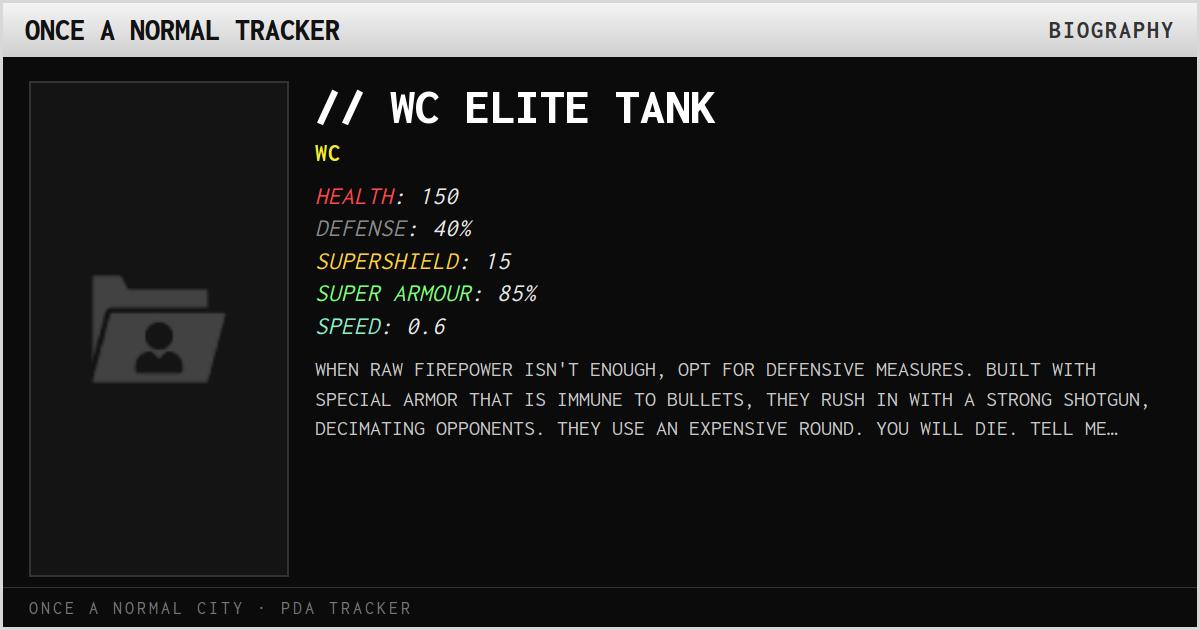 ONCE A NORMAL TRACKER
BIOGRAPHY
// WC ELITE TANK
WC
HEALTH: 150
DEFENSE: 40%
SUPERSHIELD: 15
SUPER ARMOUR: 85%
SPEED: 0.6
WHEN RAW FIREPOWER ISN'T ENOUGH, OPT FOR DEFENSIVE MEASURES. BUILT WITH
SPECIAL ARMOR THAT IS IMMUNE TO BULLETS, THEY RUSH IN WITH A STRONG SHOTGUN,
DECIMATING OPPONENTS. THEY USE AN EXPENSIVE ROUND. YOU WILL DIE. TELL ME…
ONCE A NORMAL CITY · PDA TRACKER